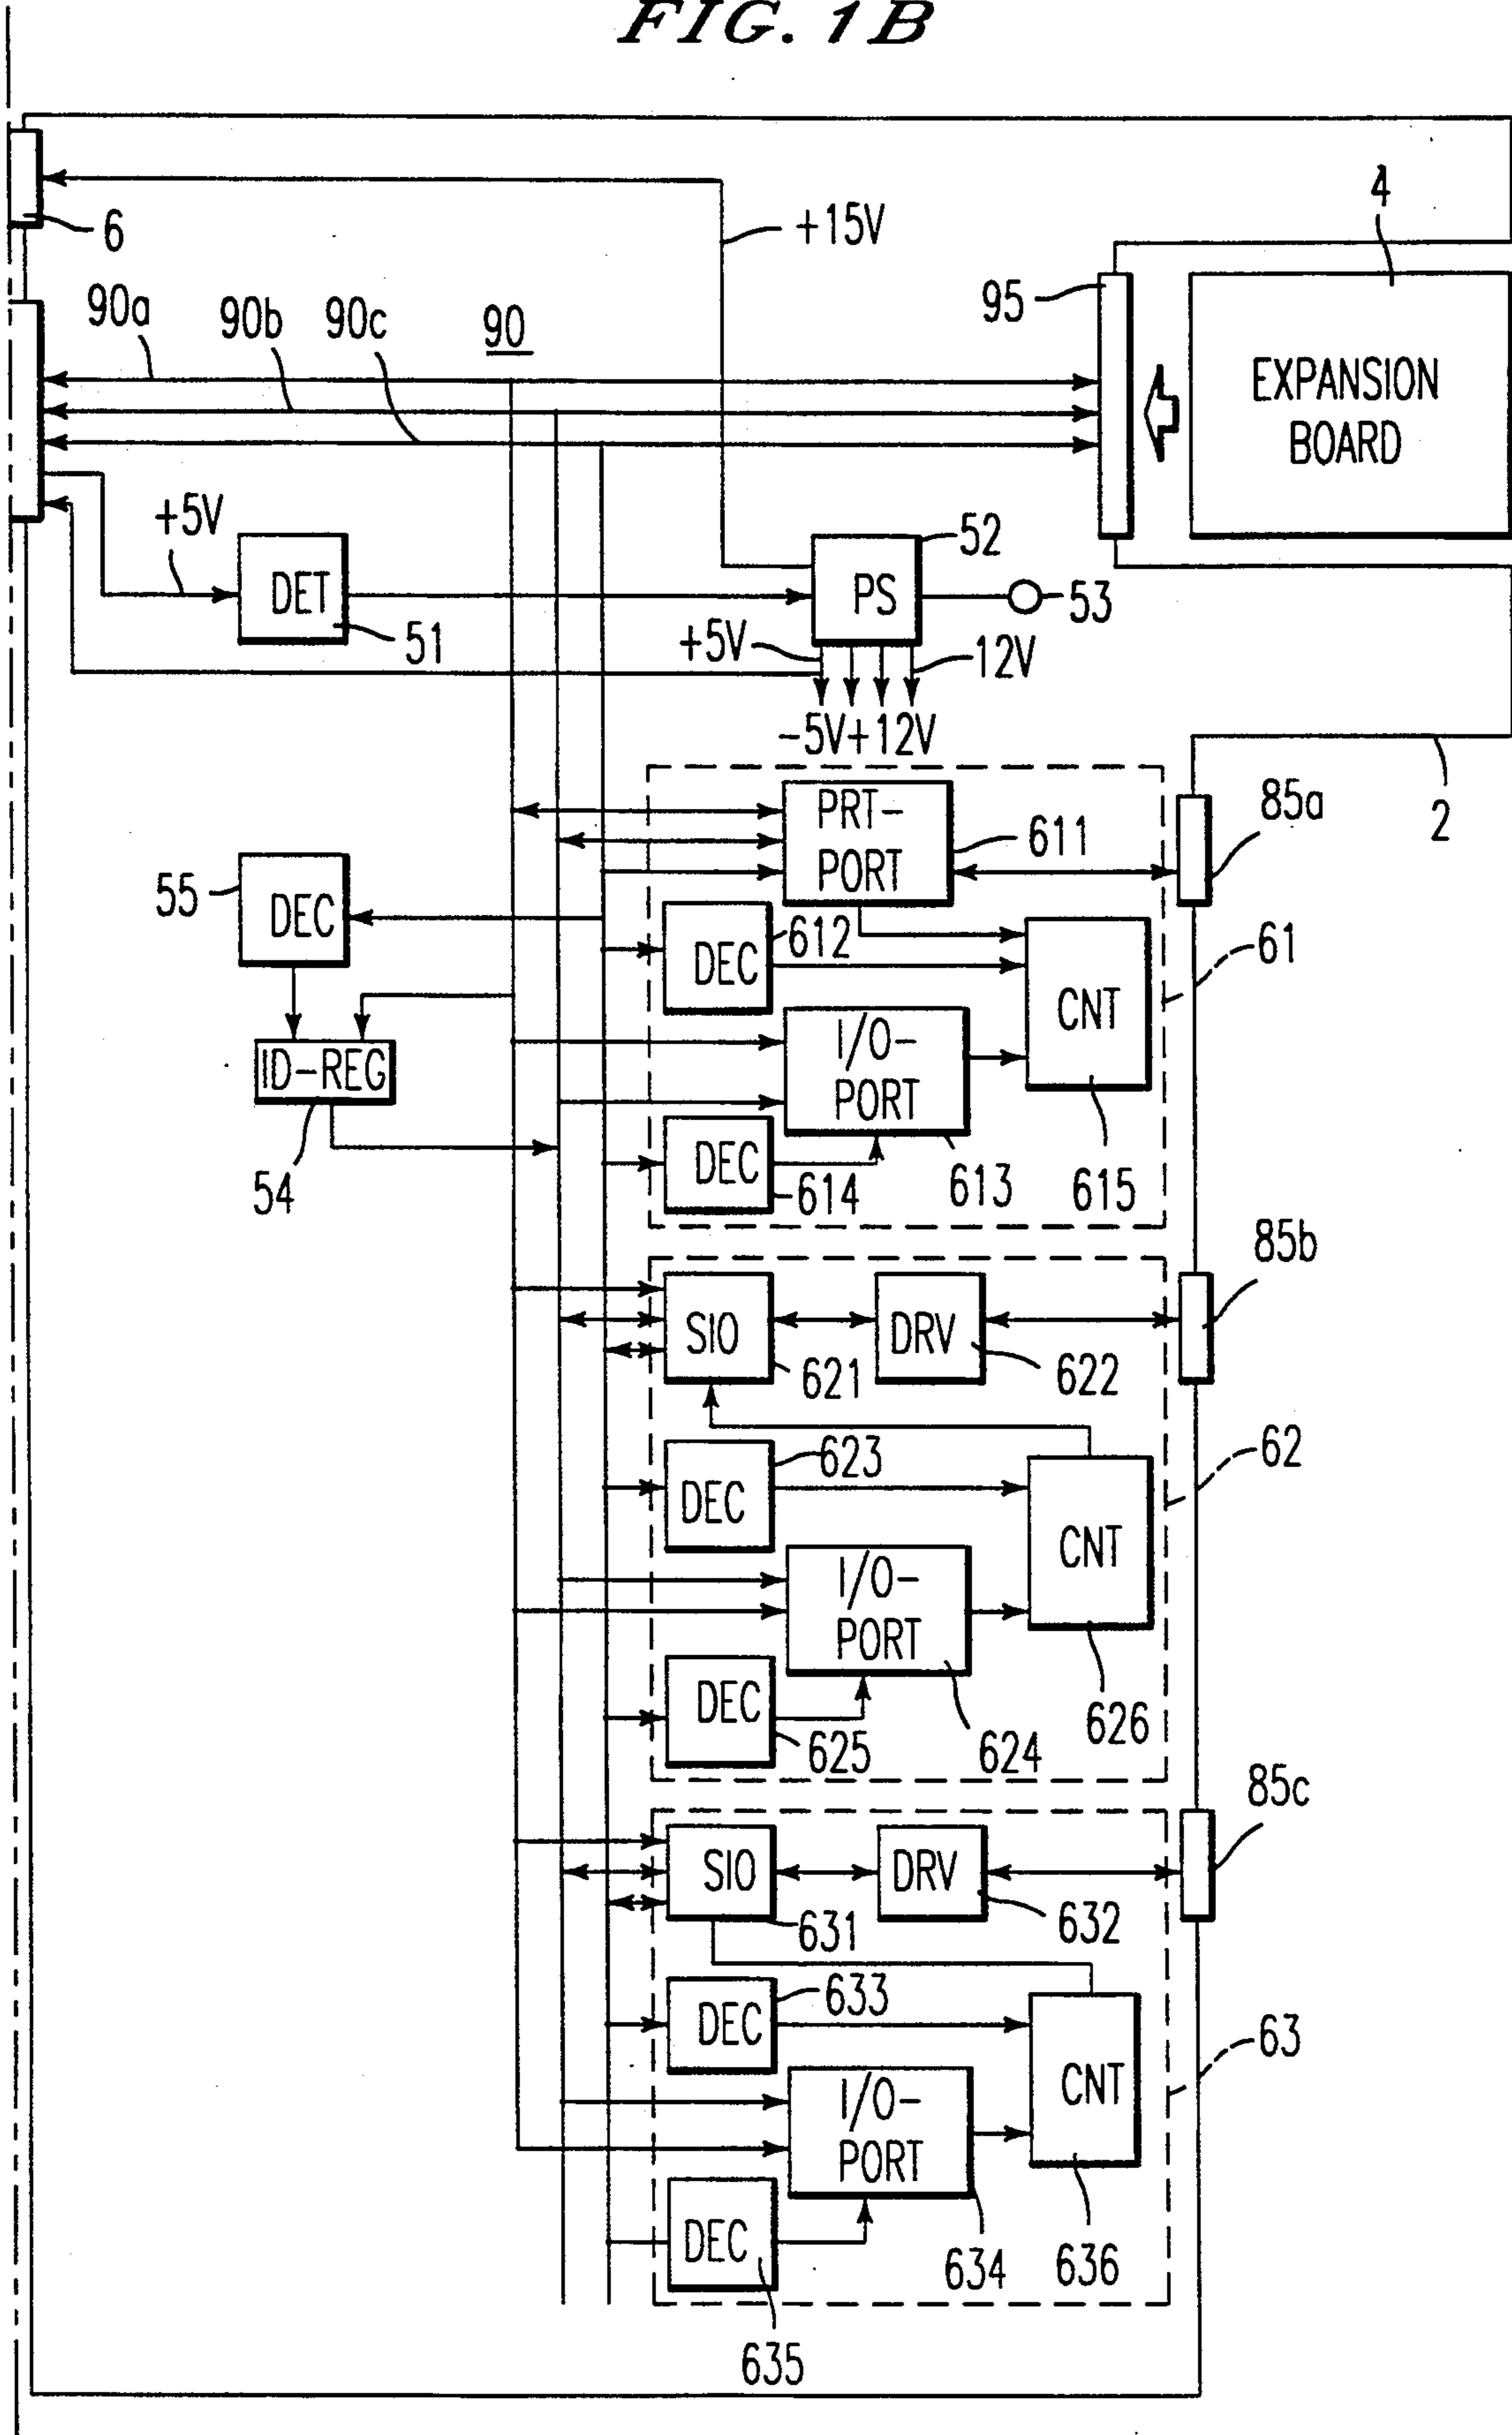 FIG. 1B
6
+15V
4
95
90a
90b
90c
90
EXPANSION
BOARD
+5V
DET
51
52
PS
53
+5V
12V
-5V+12V
2
85a
PRT-
PORT
611
55
DEC
DEC
612
61
CNT
I/O-
PORT
ID-REG
54
DEC
614
613
615
85b
SIO
621
DRV
622
623
DEC
62
CNT
I/O-
PORT
DEC
625
624
626
85c
SIO
631
DRV
632
633
DEC
63
CNT
I/O-
PORT
DEC
634
636
635